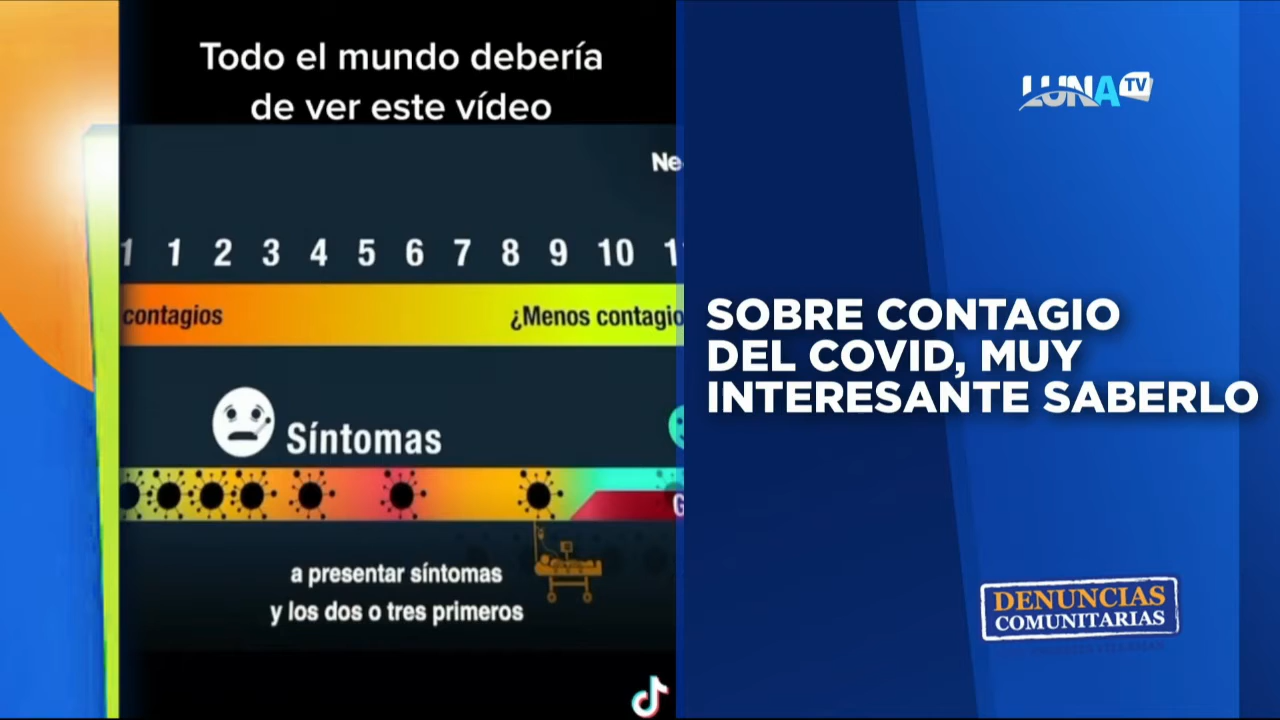 Todo el mundo debería
de ver este vídeo
1 1 2 3 4 5 6 7 8 9 10
contagios ¿Menos contagio
Síntomas
a presentar síntomas
y los dos o tres primeros
LUNA TV
SOBRE CONTAGIO
DEL COVID, MUY
INTERESANTE SABERLO
DENUNCIAS
COMUNITARIAS